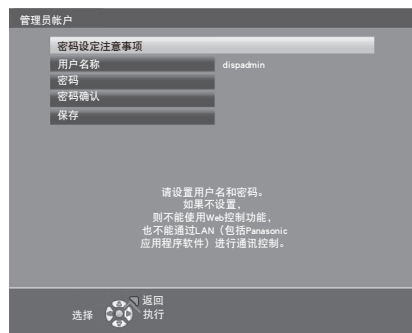 管理员帐户
密码设定注意事项
用户名称 dispadmin
密码
密码确认
保存
请设置用户名和密码。
如果不设置，
则不能使用Web控制功能，
也不能通过LAN（包括Panasonic
应用程序软件）进行通讯控制。
返回
选择 执行